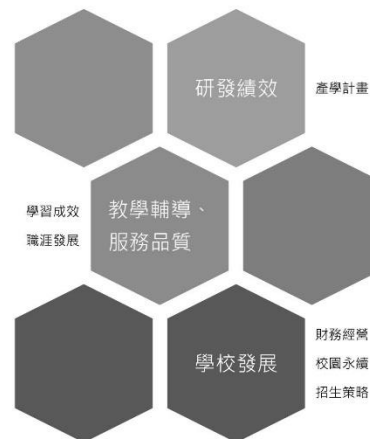 研發績效
產學計畫
學習成效
職涯發展
教學輔導、
服務品質
學校發展
財務經營
校園永續
招生策略